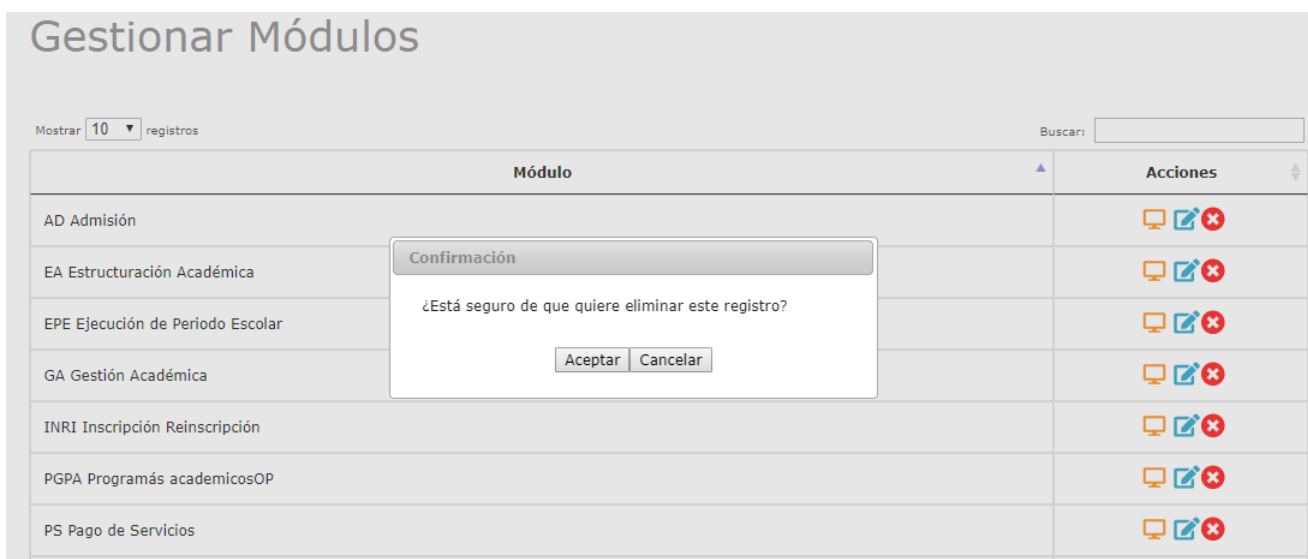 Gestionar Módulos
Mostrar 10 registros
Buscar:
Módulo Acciones
AD Admisión
EA Estructuración Académica
EPE Ejecución de Periodo Escolar
GA Gestión Académica
INRI Inscripción Reinscripción
PGPA Programás academicosOP
PS Pago de Servicios
Confirmación
¿Está seguro de que quiere eliminar este registro?
Aceptar Cancelar